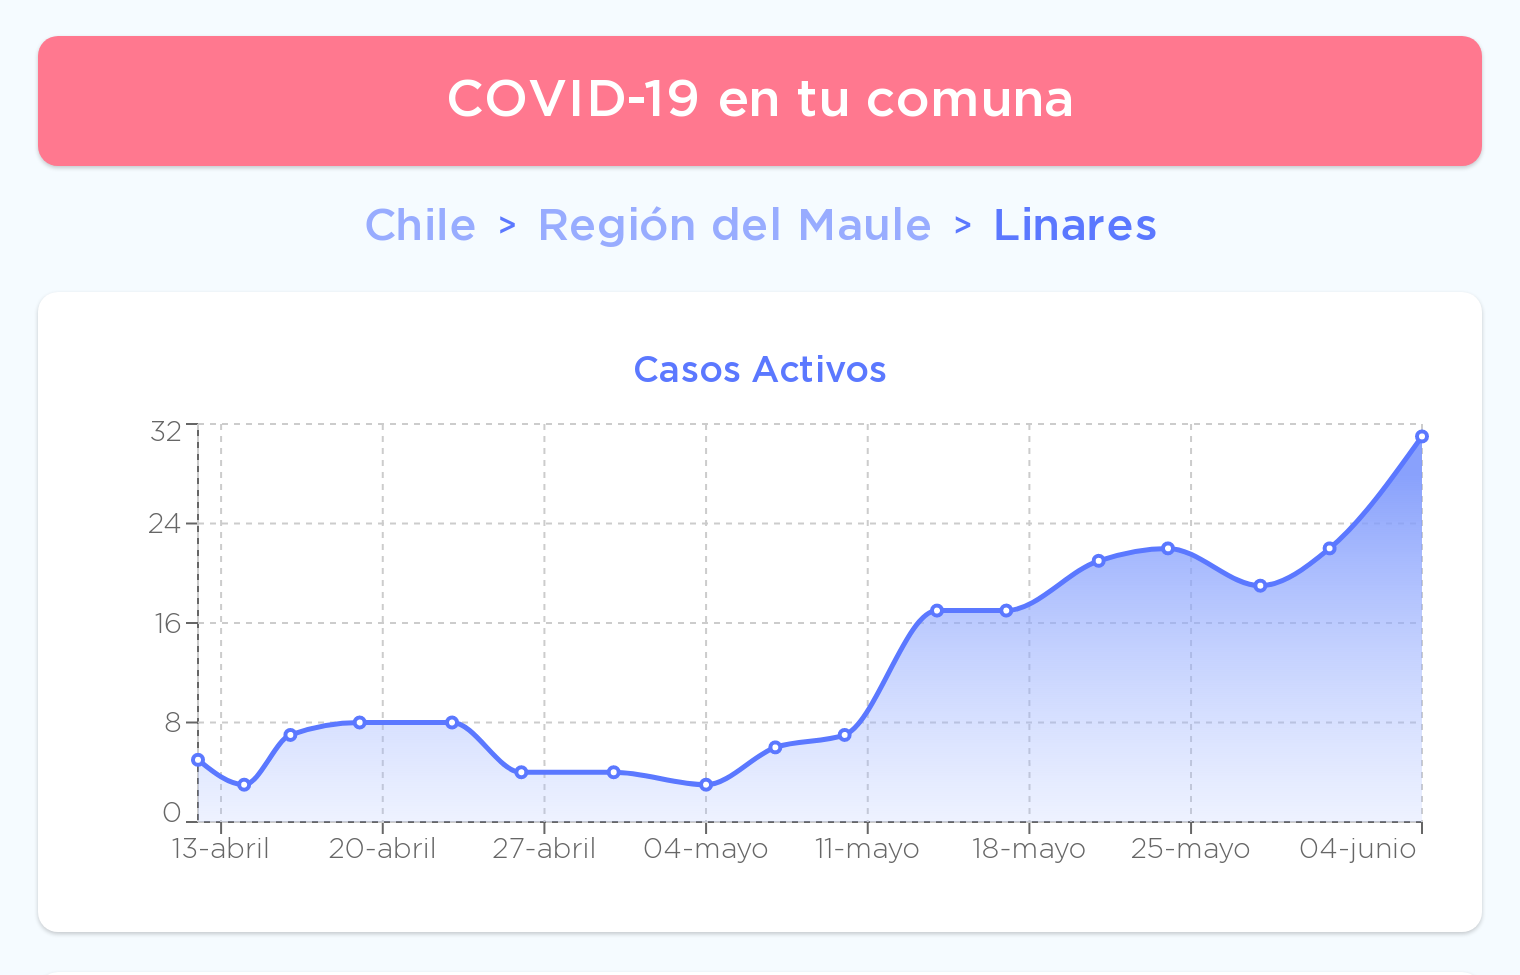 COVID-19 en tu comuna
Chile > Región del Maule > Linares
Casos Activos
32
24
16
8
0
13-abril 20-abril 27-abril 04-mayo 11-mayo 18-mayo 25-mayo 04-junio